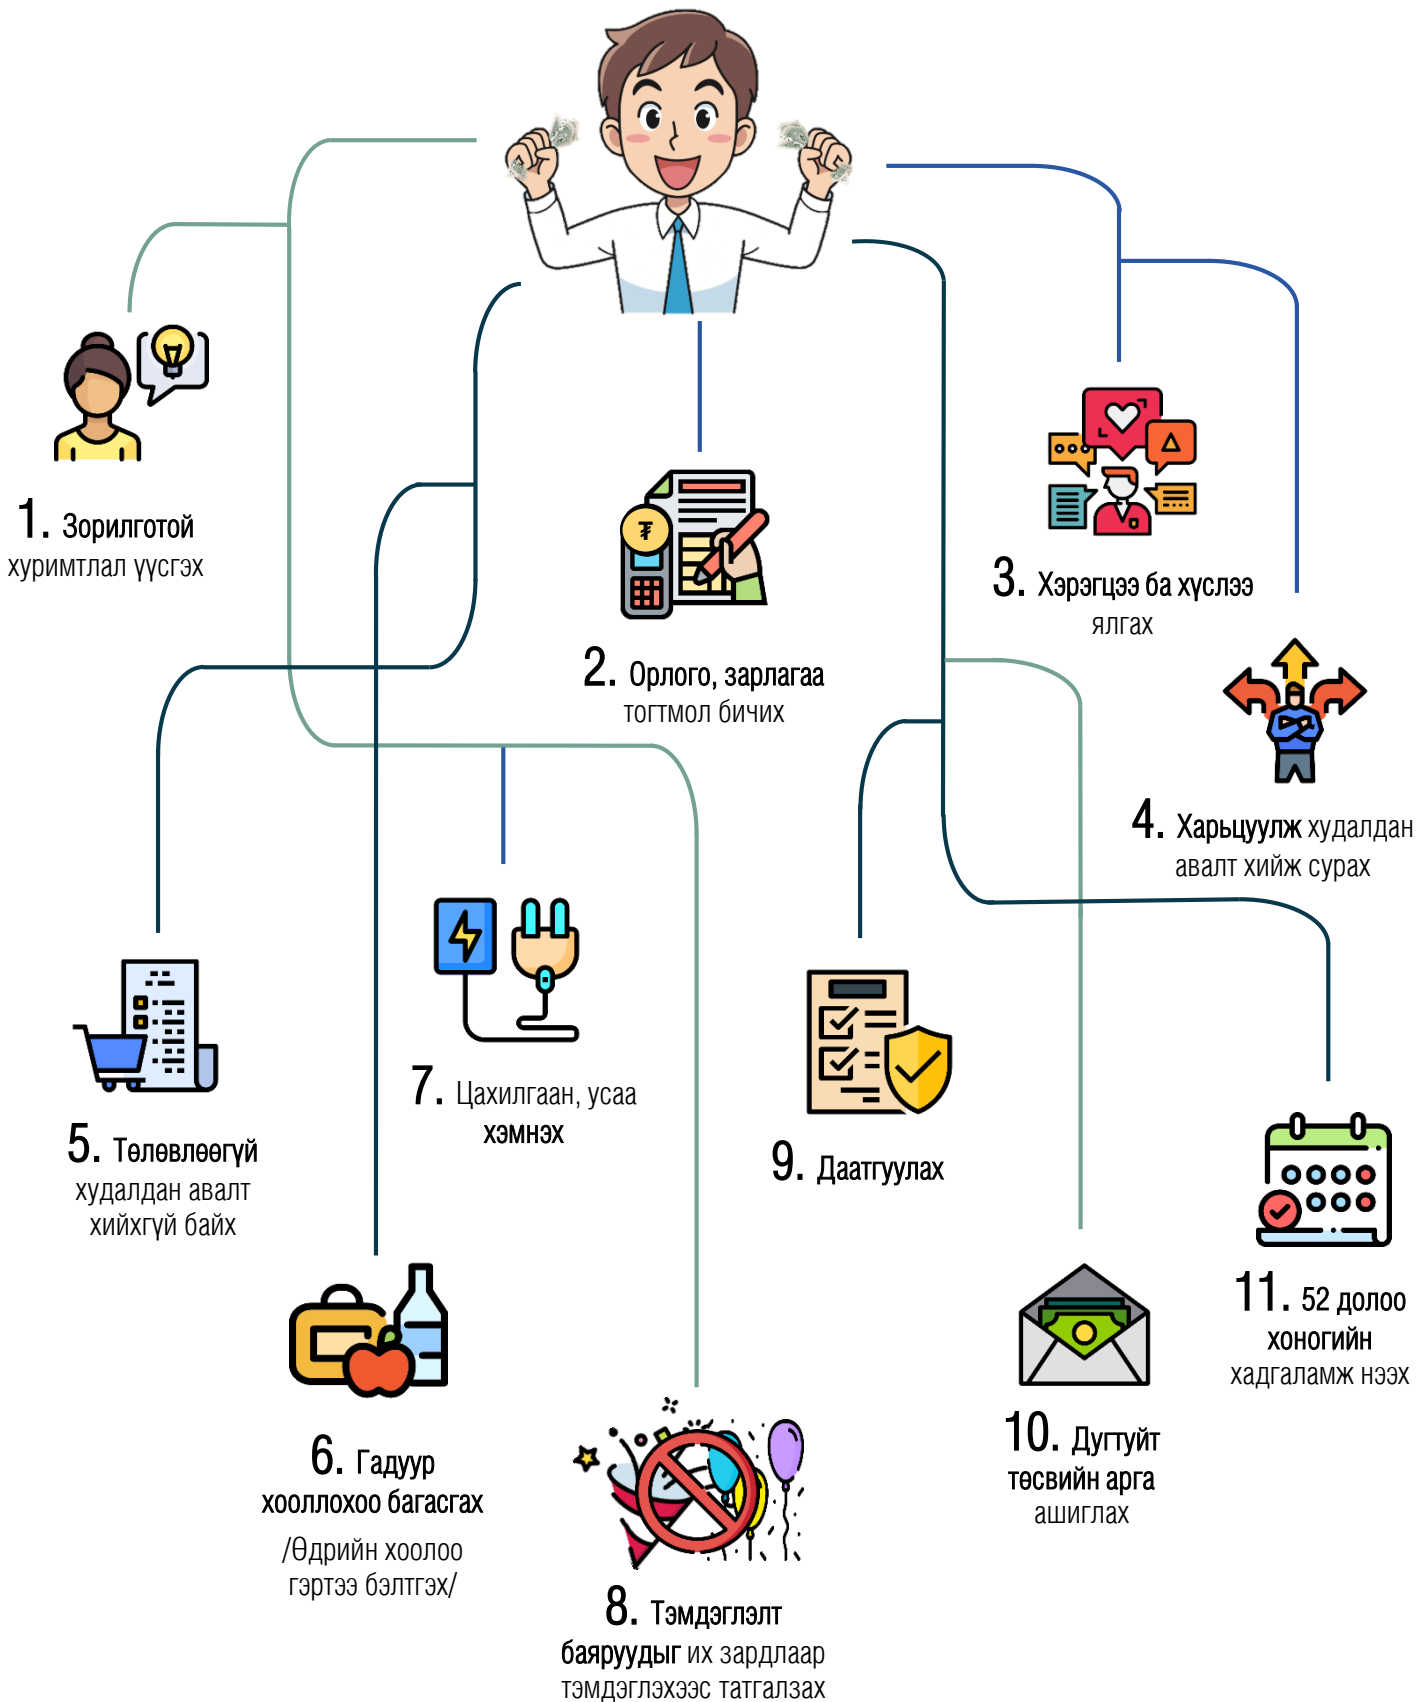 1. Зорилготой
хуримтлал үүсгэх
₮
2. Орлого, зарлагаа
тогтмол бичих
3. Хэрэгцээ ба хүслээ
ялгах
4. Харьцуулж худалдан
авалт хийж сурах
5. Төлөвлөөгүй
худалдан авалт
хийхгүй байх
6. Гадуур
хооллохоо багасгах
/Өдрийн хоолоо
гэртээ бэлтгэх/
7. Цахилгаан, усаа
хэмнэх
8. Тэмдэглэлт
баяруудыг их зардлаар
тэмдэглэхээс татгалзах
9. Даатгуулах
10. Дугтуйт
төсвийн арга
ашиглах
11. 52 долоо
хоногийн
хадгаламж нээх